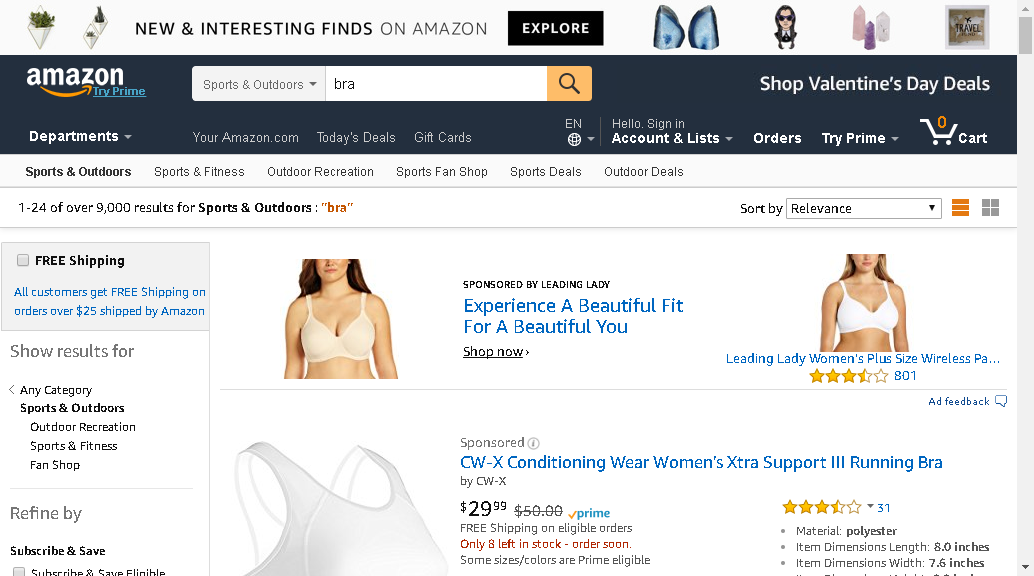 NEW & INTERESTING FINDS ON AMAZON EXPLORE
TRAVEL
amazon
Try Prime
Sports & Outdoors bra
Shop Valentine's Day Deals
Departments
Your Amazon.com Today's Deals Gift Cards
EN
Hello. Sign in
Account & Lists
Orders
Try Prime
0
Cart
Sports & Outdoors Sports & Fitness Outdoor Recreation Sports Fan Shop Sports Deals Outdoor Deals
1-24 of over 9,000 results for Sports & Outdoors : "bra"
Sort by Relevance
FREE Shipping
All customers get FREE Shipping on
orders over $25 shipped by Amazon
Show results for
Any Category
Sports & Outdoors
Outdoor Recreation
Sports & Fitness
Fan Shop
Refine by
Subscribe & Save
Subscribe & Save Eligible
SPONSORED BY LEADING LADY
Experience A Beautiful Fit
For A Beautiful You
Shop now ›
Leading Lady Women's Plus Size Wireless Pa...
801
Ad feedback
Sponsored
CW-X Conditioning Wear Women's Xtra Support III Running Bra
by CW-X
$29 99 $50.00 prime
FREE Shipping on eligible orders
Only 8 left in stock - order soon.
Some sizes/colors are Prime eligible
31
Material: polyester
Item Dimensions Length: 8.0 inches
Item Dimensions Width: 7.6 inches